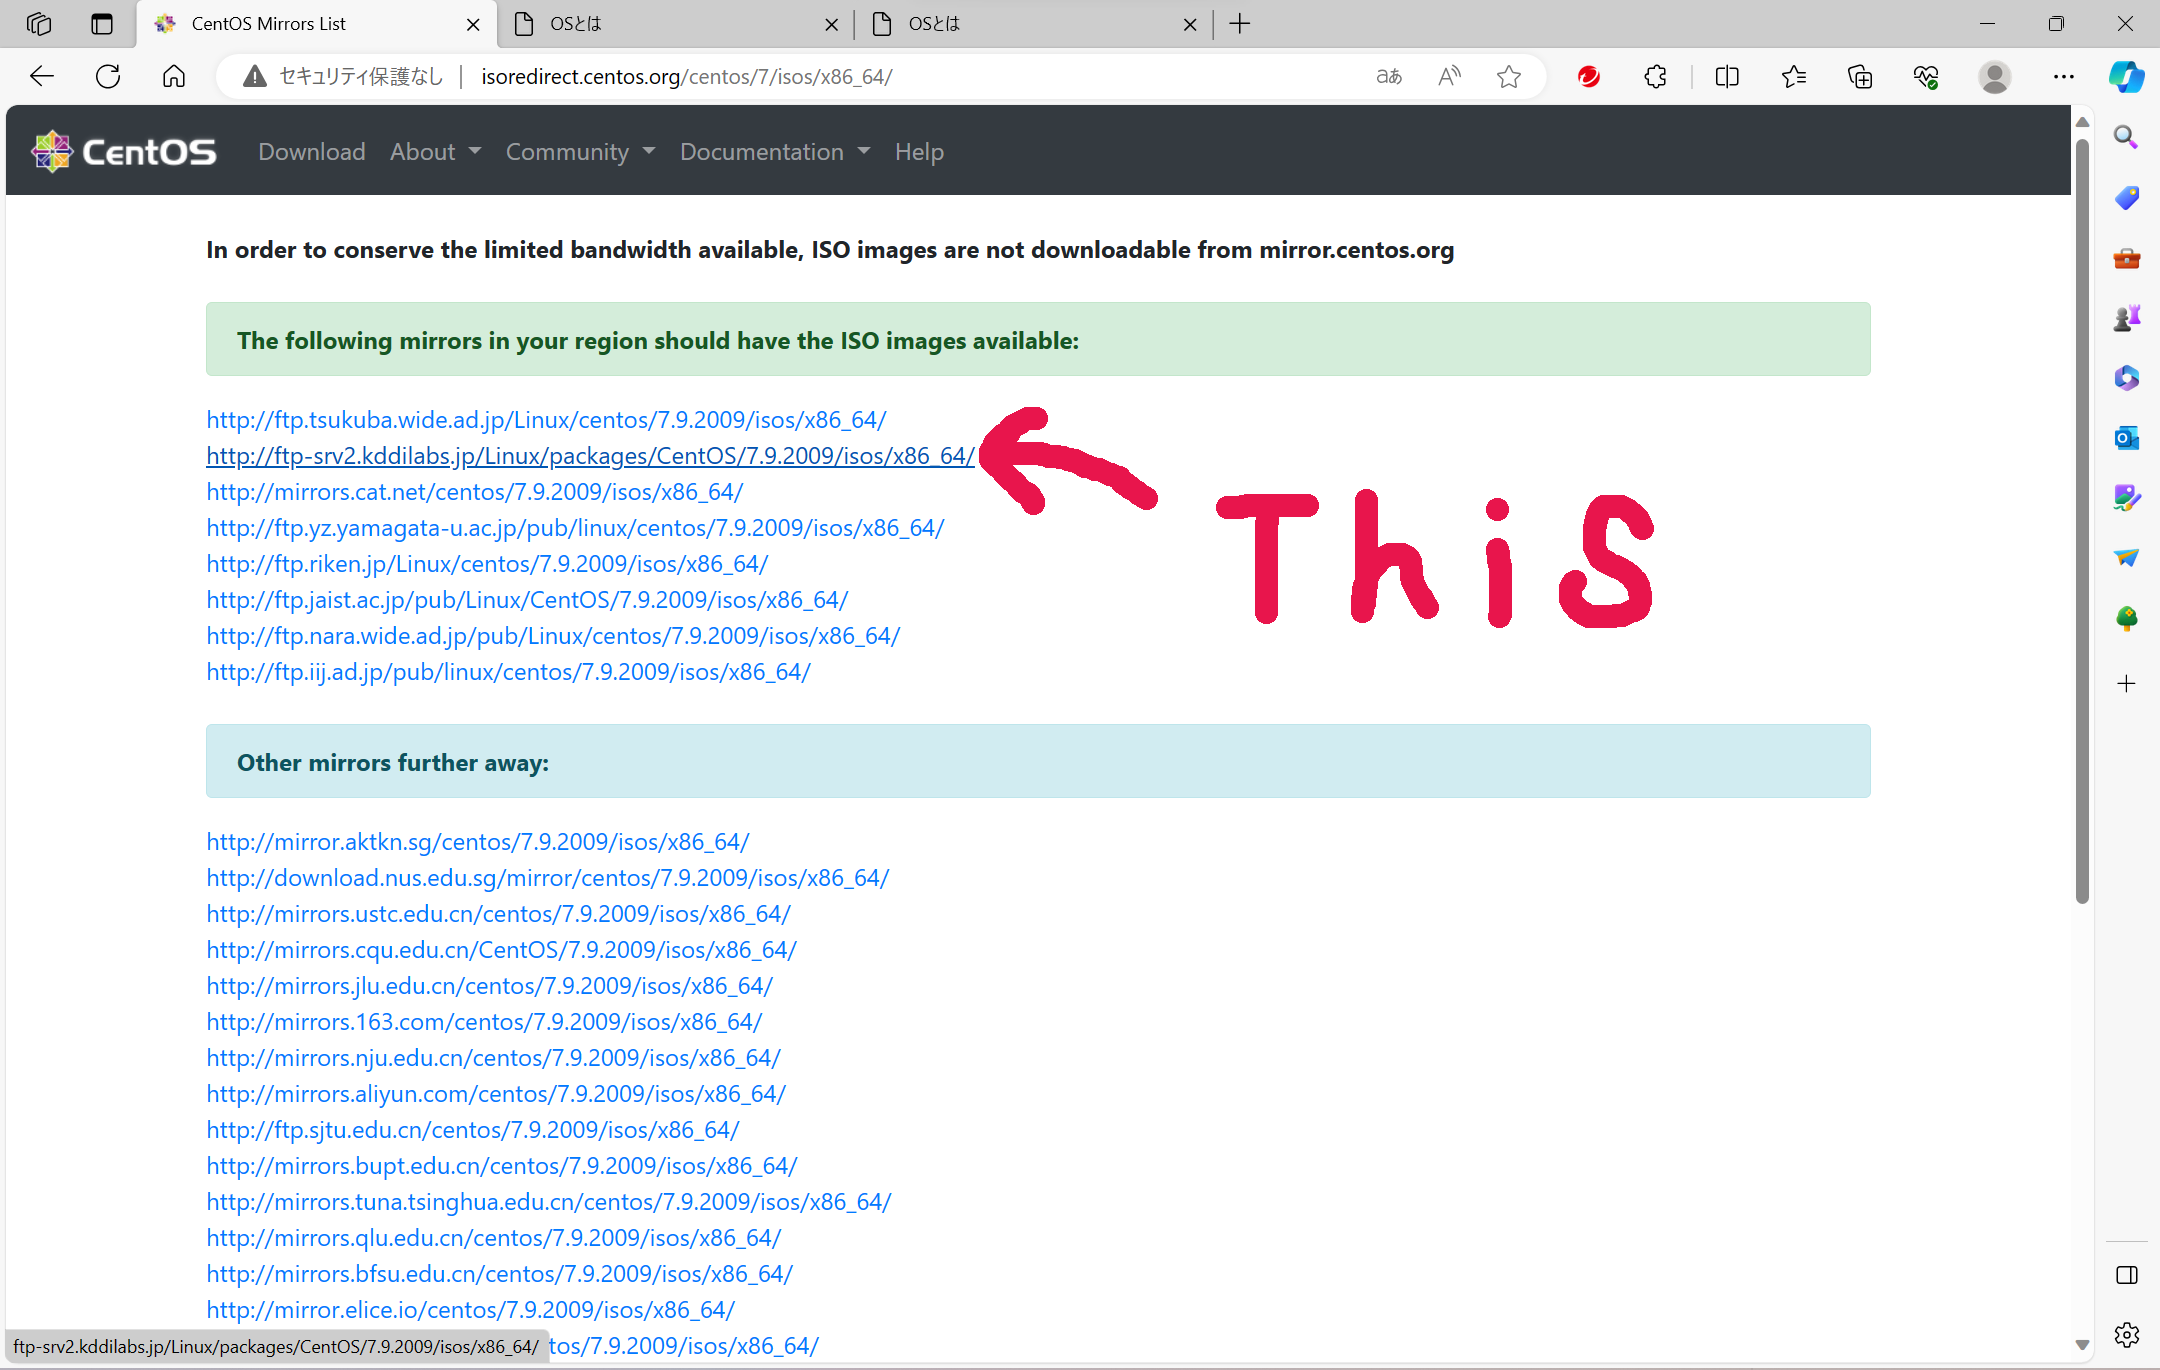 CentOS Mirrors List
OSとは
OSとは
セキュリティ保護なし
isoredirect.centos.org/centos/7/isos/x86_64/
aあ
CentOS Download About Community Documentation Help
In order to conserve the limited bandwidth available, ISO images are not downloadable from mirror.centos.org
The following mirrors in your region should have the ISO images available:
http://ftp.tsukuba.wide.ad.jp/Linux/centos/7.9.2009/isos/x86_64/
http://ftp-srv2.kddilabs.jp/Linux/packages/CentOS/7.9.2009/isos/x86_64/
http://mirrors.cat.net/centos/7.9.2009/isos/x86_64/
http://ftp.yz.yamagata-u.ac.jp/pub/linux/centos/7.9.2009/isos/x86_64/
http://ftp.riken.jp/Linux/centos/7.9.2009/isos/x86_64/
http://ftp.jaist.ac.jp/pub/Linux/CentOS/7.9.2009/isos/x86_64/
http://ftp.nara.wide.ad.jp/pub/Linux/centos/7.9.2009/isos/x86_64/
http://ftp.iij.ad.jp/pub/linux/centos/7.9.2009/isos/x86_64/
ThiS
Other mirrors further away:
http://mirror.aktkn.sg/centos/7.9.2009/isos/x86_64/
http://download.nus.edu.sg/mirror/centos/7.9.2009/isos/x86_64/
http://mirrors.ustc.edu.cn/centos/7.9.2009/isos/x86_64/
http://mirrors.cqu.edu.cn/CentOS/7.9.2009/isos/x86_64/
http://mirrors.jlu.edu.cn/centos/7.9.2009/isos/x86_64/
http://mirrors.163.com/centos/7.9.2009/isos/x86_64/
http://mirrors.nju.edu.cn/centos/7.9.2009/isos/x86_64/
http://mirrors.aliyun.com/centos/7.9.2009/isos/x86_64/
http://ftp.sjtu.edu.cn/centos/7.9.2009/isos/x86_64/
http://mirrors.bupt.edu.cn/centos/7.9.2009/isos/x86_64/
http://mirrors.tuna.tsinghua.edu.cn/centos/7.9.2009/isos/x86_64/
http://mirrors.qlu.edu.cn/centos/7.9.2009/isos/x86_64/
http://mirrors.bfsu.edu.cn/centos/7.9.2009/isos/x86_64/
http://mirror.elice.io/centos/7.9.2009/isos/x86_64/
tos/7.9.2009/isos/x86_64/
ftp-srv2.kddilabs.jp/Linux/packages/CentOS/7.9.2009/isos/x86_64/